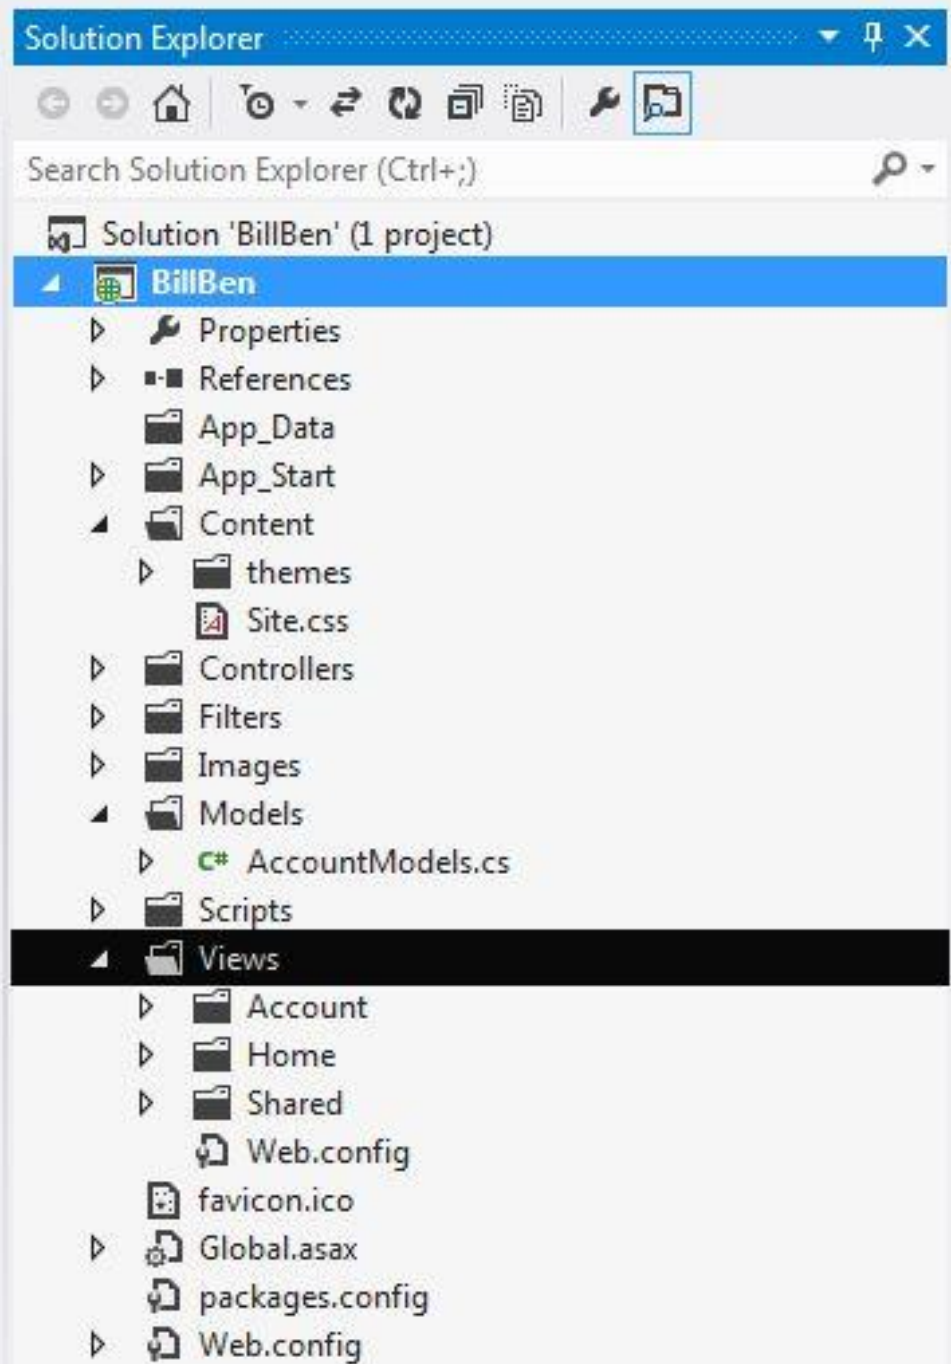 Solution Explorer
Search Solution Explorer (Ctrl+;)
Solution 'BillBen' (1 project)
BillBen
Properties
References
App_Data
App_Start
Content
themes
Site.css
Controllers
Filters
Images
Models
C# AccountModels.cs
Scripts
Views
Account
Home
Shared
Web.config
favicon.ico
Global.asax
packages.config
Web.config